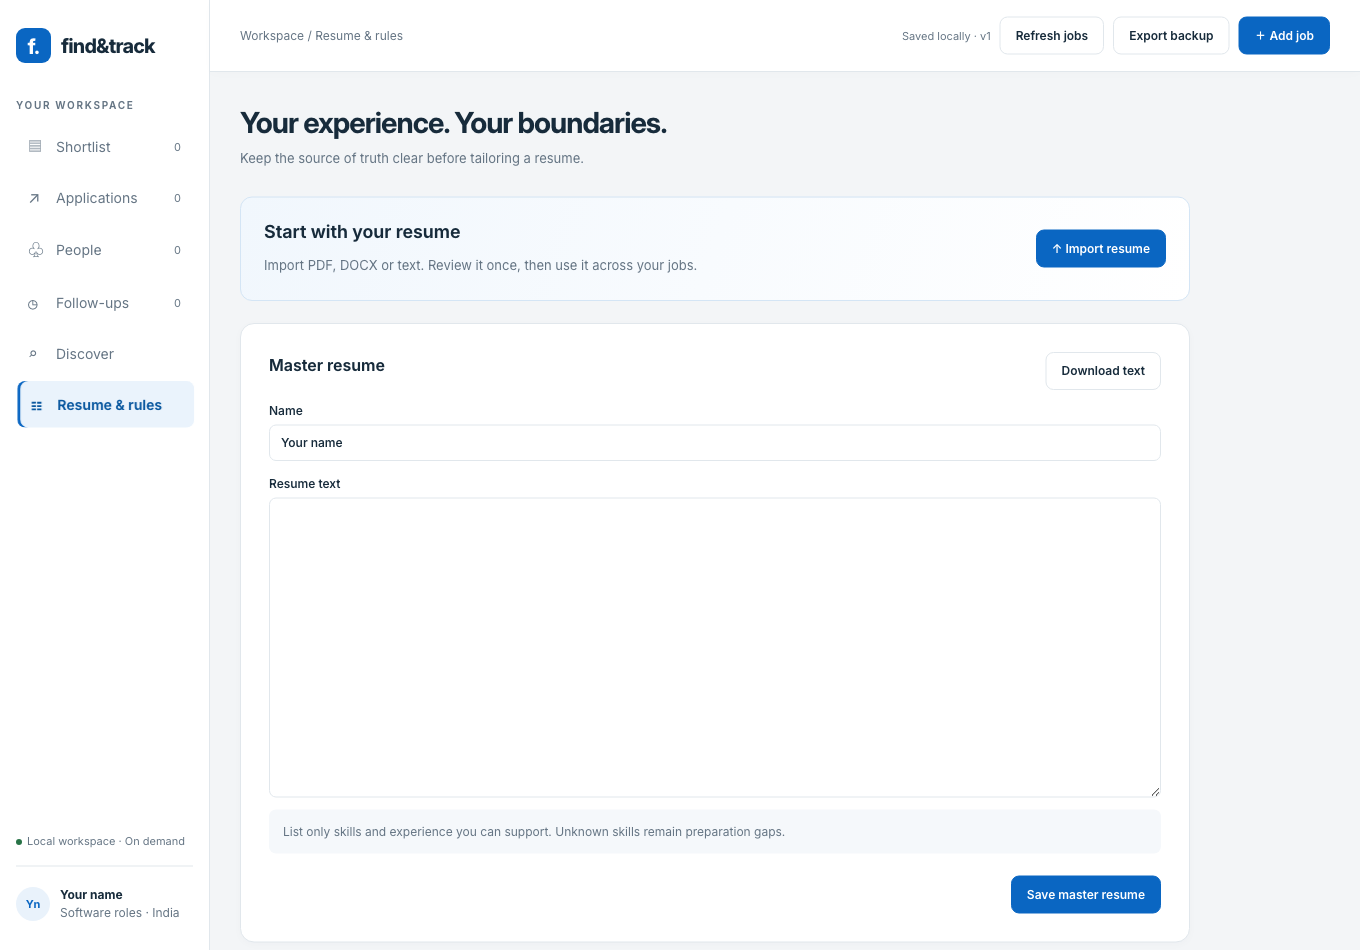 f. find&track
YOUR WORKSPACE
Shortlist 0
Applications 0
People 0
Follow-ups 0
Discover
Resume & rules
Local workspace · On demand
Yn
Your name
Software roles · India
Workspace / Resume & rules
Saved locally · v1
Refresh jobs
Export backup
+ Add job
Your experience. Your boundaries.
Keep the source of truth clear before tailoring a resume.
Start with your resume
Import PDF, DOCX or text. Review it once, then use it across your jobs.
↑ Import resume
Master resume
Download text
Name
Your name
Resume text
List only skills and experience you can support. Unknown skills remain preparation gaps.
Save master resume